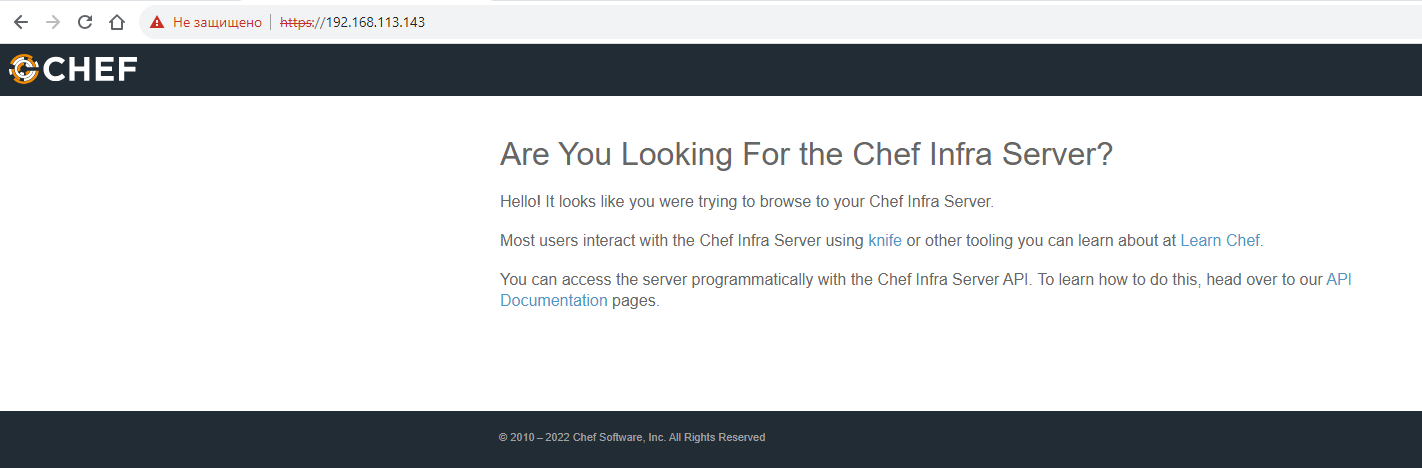 Не защищено https://192.168.113.143
CHEF
Are You Looking For the Chef Infra Server?
Hello! It looks like you were trying to browse to your Chef Infra Server.
Most users interact with the Chef Infra Server using knife or other tooling you can learn about at Learn Chef.
You can access the server programmatically with the Chef Infra Server API. To learn how to do this, head over to our API
Documentation pages.
© 2010 – 2022 Chef Software, Inc. All Rights Reserved